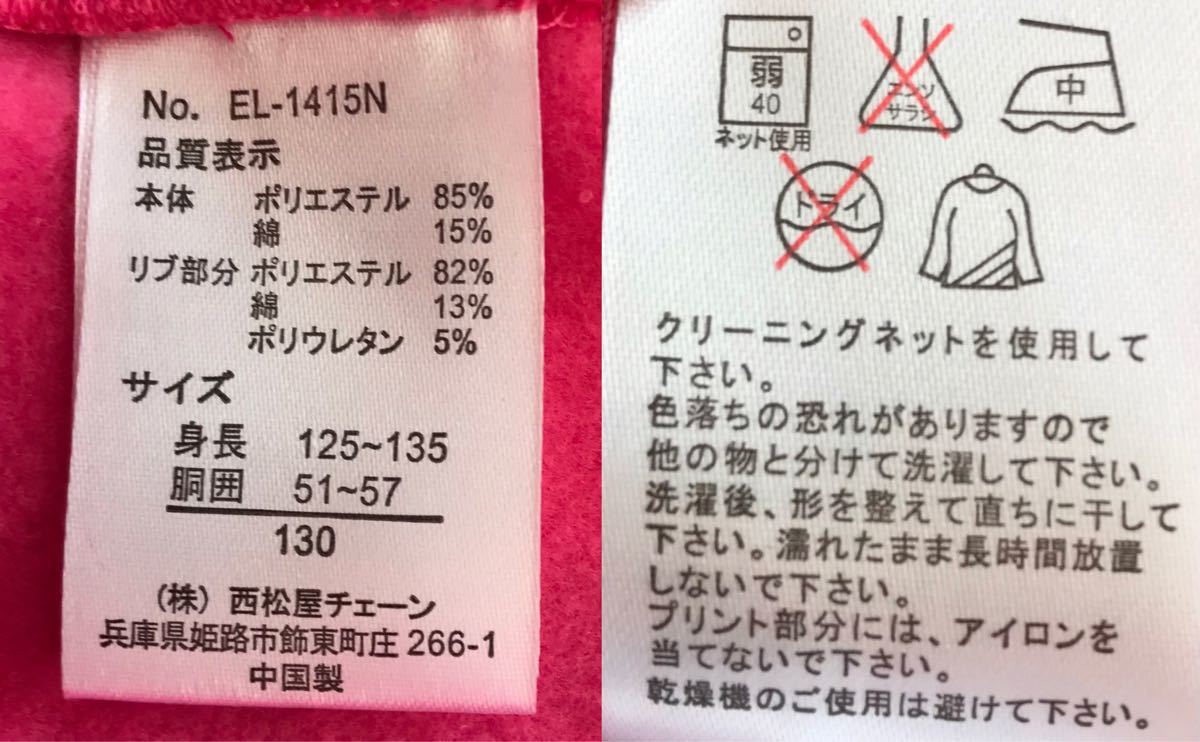 No. EL-1415N
品質表示
本体 ポリエステル 85%
綿 15%
リブ部分 ポリエステル 82%
綿 13%
ポリウレタン 5%
サイズ
身長 125~135
胴囲 51~57
130
(株) 西松屋チェーン
兵庫県姫路市飾東町庄266-1
中国製
弱
40
ネット使用
エンソ
サラシ
中
ドライ
クリーニングネットを使用して
下さい。
色落ちの恐れがありますので
他の物と分けて洗濯して下さい。
洗濯後、形を整えて直ちに干して
下さい。濡れたまま長時間放置
しないで下さい。
プリント部分には、アイロンを
当てないで下さい。
乾燥機のご使用は避けて下さい。